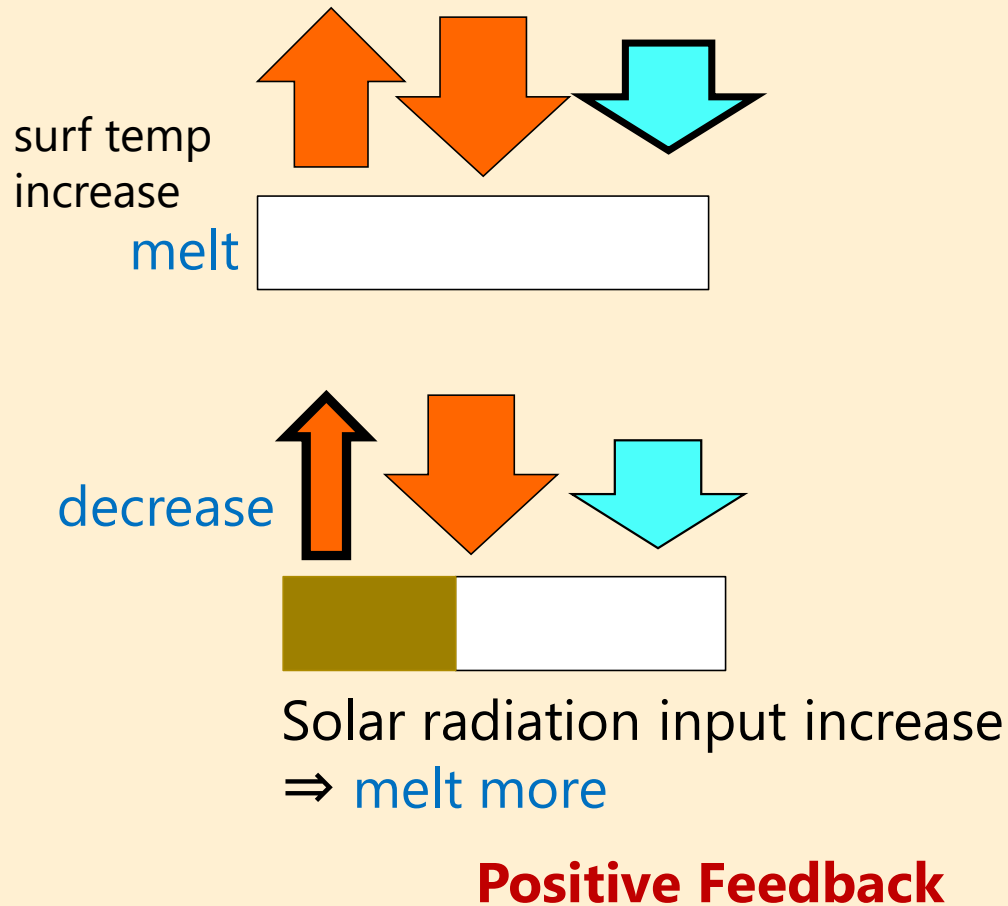 surf temp
increase
melt
decrease
Solar radiation input increase
⇒ melt more
Positive Feedback